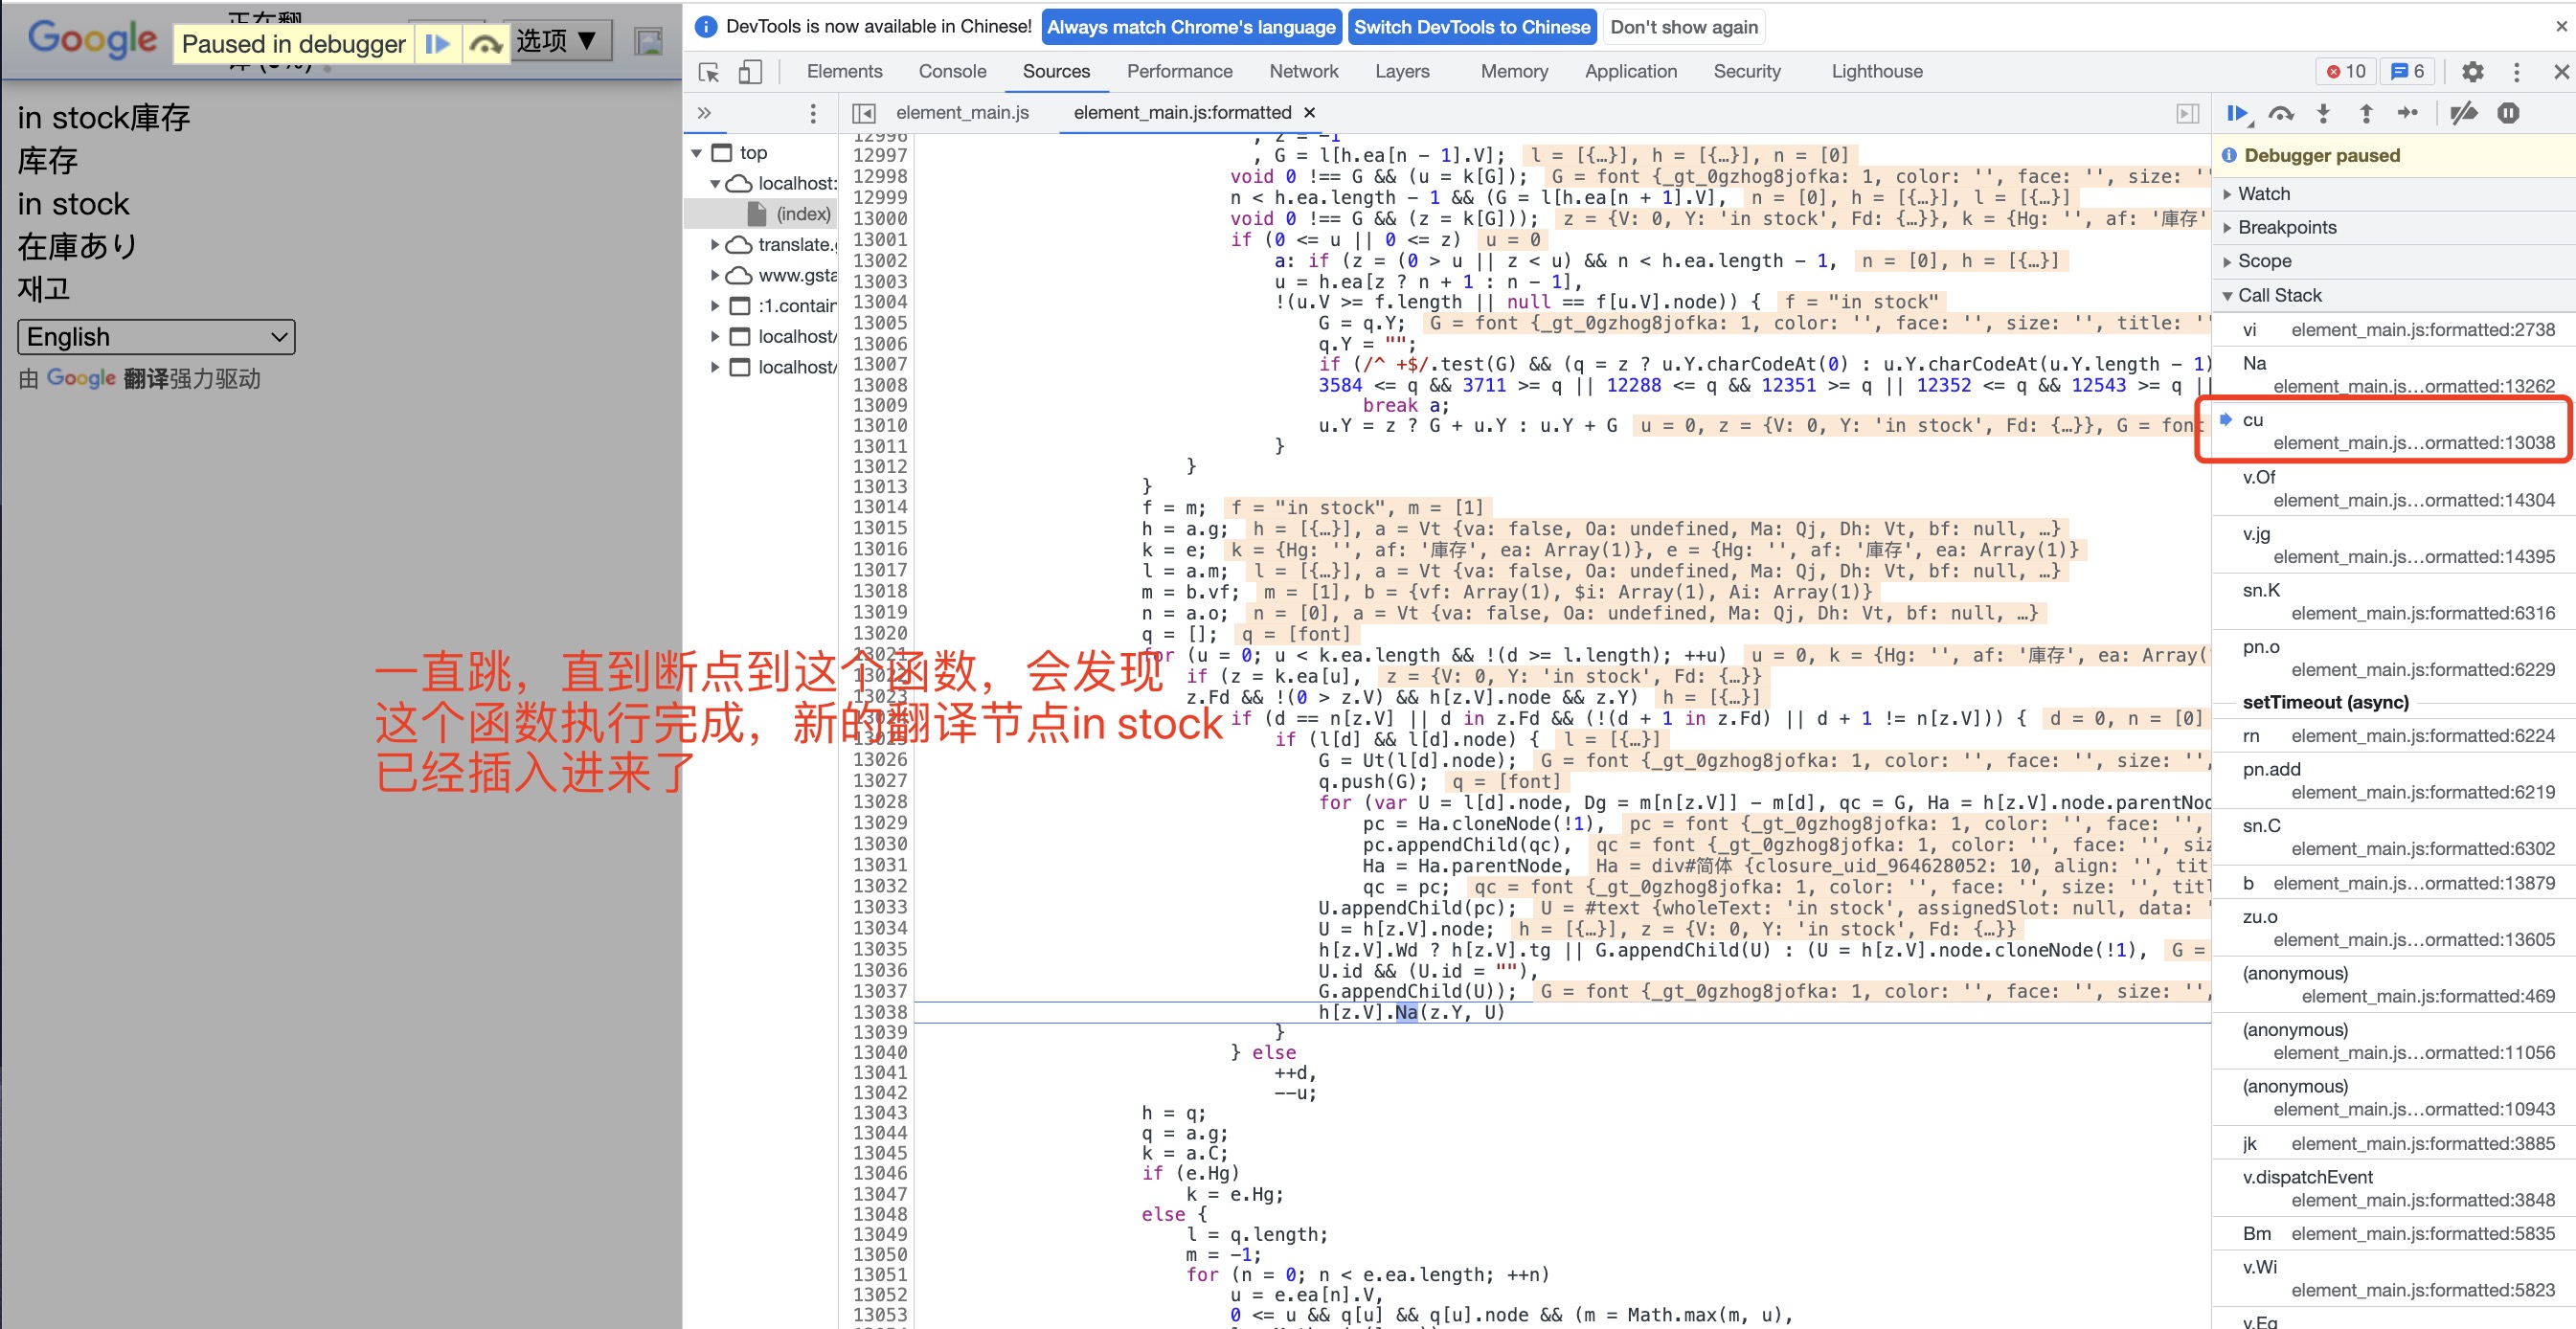 Google
正在翻
Paused in debugger
选项 ▼
in stock庫存
库存
in stock
在庫あり
재고
English
由 Google 翻译强力驱动
一直跳，直到断点到这个函数，会发现
这个函数执行完成，新的翻译节点in stock
已经插入进来了
DevTools is now available in Chinese! Always match Chrome's language Switch DevTools to Chinese Don't show again
Elements Console Sources Performance Network Layers Memory Application Security Lighthouse 10 6
element_main.js element_main.js:formatted
top
localhost:
(index)
translate.
www.gsta
:1.contain
localhost/
localhost/
12996 , z = -1
12997 , G = l[h.ea[n - 1].V]; l = [{…}], h = [{…}], n = [0]
12998 void 0 !== G && (u = k[G]); G = font {_gt_0gzhog8jofka: 1, color: '', face: '', size: ''
12999 n < h.ea.length - 1 && (G = l[h.ea[n + 1].V], n = [0], h = [{…}], l = [{…}]
13000 void 0 !== G && (z = k[G])); z = {V: 0, Y: 'in stock', Fd: {…}}, k = {Hg: '', af: '庫存'
13001 if (0 <= u || 0 <= z) u = 0
13002 a: if (z = (0 > u || z < u) && n < h.ea.length - 1, n = [0], h = [{…}]
13003 u = h.ea[z ? n + 1 : n - 1],
13004 !(u.V >= f.length || null == f[u.V].node)) { f = "in stock"
13005 G = q.Y; G = font {_gt_0gzhog8jofka: 1, color: '', face: '', size: '', title: ''
13006 q.Y = "";
13007 if (/^ +$/.test(G) && (q = z ? u.Y.charCodeAt(0) : u.Y.charCodeAt(u.Y.length - 1)
13008 3584 <= q && 3711 >= q || 12288 <= q && 12351 >= q || 12352 <= q && 12543 >= q ||
13009 break a;
13010 u.Y = z ? G + u.Y : u.Y + G u = 0, z = {V: 0, Y: 'in stock', Fd: {…}}, G = font
13011 }
13012 }
13013 }
13014 f = m; f = "in stock", m = [1]
13015 h = a.g; h = [{…}], a = Vt {va: false, Oa: undefined, Ma: Qj, Dh: Vt, bf: null, …}
13016 k = e; k = {Hg: '', af: '庫存', ea: Array(1)}, e = {Hg: '', af: '庫存', ea: Array(1)}
13017 l = a.m; l = [{…}], a = Vt {va: false, Oa: undefined, Ma: Qj, Dh: Vt, bf: null, …}
13018 m = b.vf; m = [1], b = {vf: Array(1), $i: Array(1), Ai: Array(1)}
13019 n = a.o; n = [0], a = Vt {va: false, Oa: undefined, Ma: Qj, Dh: Vt, bf: null, …}
13020 q = []; q = [font]
13021 for (u = 0; u < k.ea.length && !(d >= l.length); ++u) u = 0, k = {Hg: '', af: '庫存', ea: Array(
13022 if (z = k.ea[u], z = {V: 0, Y: 'in stock', Fd: {…}}
13023 z.Fd && !(0 > z.V) && h[z.V].node && z.Y) h = [{…}]
if (d == n[z.V] || d in z.Fd && (!(d + 1 in z.Fd) || d + 1 != n[z.V])) { d = 0, n = [0]
13025 if (l[d] && l[d].node) { l = [{…}]
13026 G = Ut(l[d].node); G = font {_gt_0gzhog8jofka: 1, color: '', face: '', size: '',
13027 q.push(G); q = [font]
13028 for (var U = l[d].node, Dg = m[n[z.V]] - m[d], qc = G, Ha = h[z.V].node.parentNod
13029 pc = Ha.cloneNode(!1), pc = font {_gt_0gzhog8jofka: 1, color: '', face: '',
13030 pc.appendChild(qc), qc = font {_gt_0gzhog8jofka: 1, color: '', face: '', siz
13031 Ha = Ha.parentNode, Ha = div#简体 {closure_uid_964628052: 10, align: '', tit
13032 qc = pc; qc = font {_gt_0gzhog8jofka: 1, color: '', face: '', size: '', titl
13033 U.appendChild(pc); U = #text {wholeText: 'in stock', assignedSlot: null, data: '
13034 U = h[z.V].node; h = [{…}], z = {V: 0, Y: 'in stock', Fd: {…}}
13035 h[z.V].Wd ? h[z.V].tg || G.appendChild(U) : (U = h[z.V].node.cloneNode(!1), G =
13036 U.id && (U.id = ""),
13037 G.appendChild(U)); G = font {_gt_0gzhog8jofka: 1, color: '', face: '', size: '',
13038 h[z.V].Na(z.Y, U)
13039 }
13040 } else
13041 ++d,
13042 --u;
13043 h = q;
13044 q = a.g;
13045 k = a.C;
13046 if (e.Hg)
13047 k = e.Hg;
13048 else {
13049 l = q.length;
13050 m = -1;
13051 for (n = 0; n < e.ea.length; ++n)
13052 u = e.ea[n].V,
13053 0 <= u && q[u] && q[u].node && (m = Math.max(m, u),
Debugger paused
Watch
Breakpoints
Scope
Call Stack
vi element_main.js:formatted:2738
Na
element_main.js…ormatted:13262
cu
element_main.js…ormatted:13038
v.Of
element_main.js:formatted:14304
v.jg
element_main.js:formatted:14395
sn.K
element_main.js:formatted:6316
pn.o
element_main.js:formatted:6229
setTimeout (async)
rn element_main.js:formatted:6224
pn.add
element_main.js:formatted:6219
sn.C
element_main.js:formatted:6302
b element_main.js…ormatted:13879
zu.o
element_main.js:formatted:13605
(anonymous)
element_main.js:formatted:469
(anonymous)
element_main.js…ormatted:11056
(anonymous)
element_main.js…ormatted:10943
jk element_main.js:formatted:3885
v.dispatchEvent
element_main.js:formatted:3848
Bm element_main.js:formatted:5835
v.Wi
element_main.js:formatted:5823
v.Eg